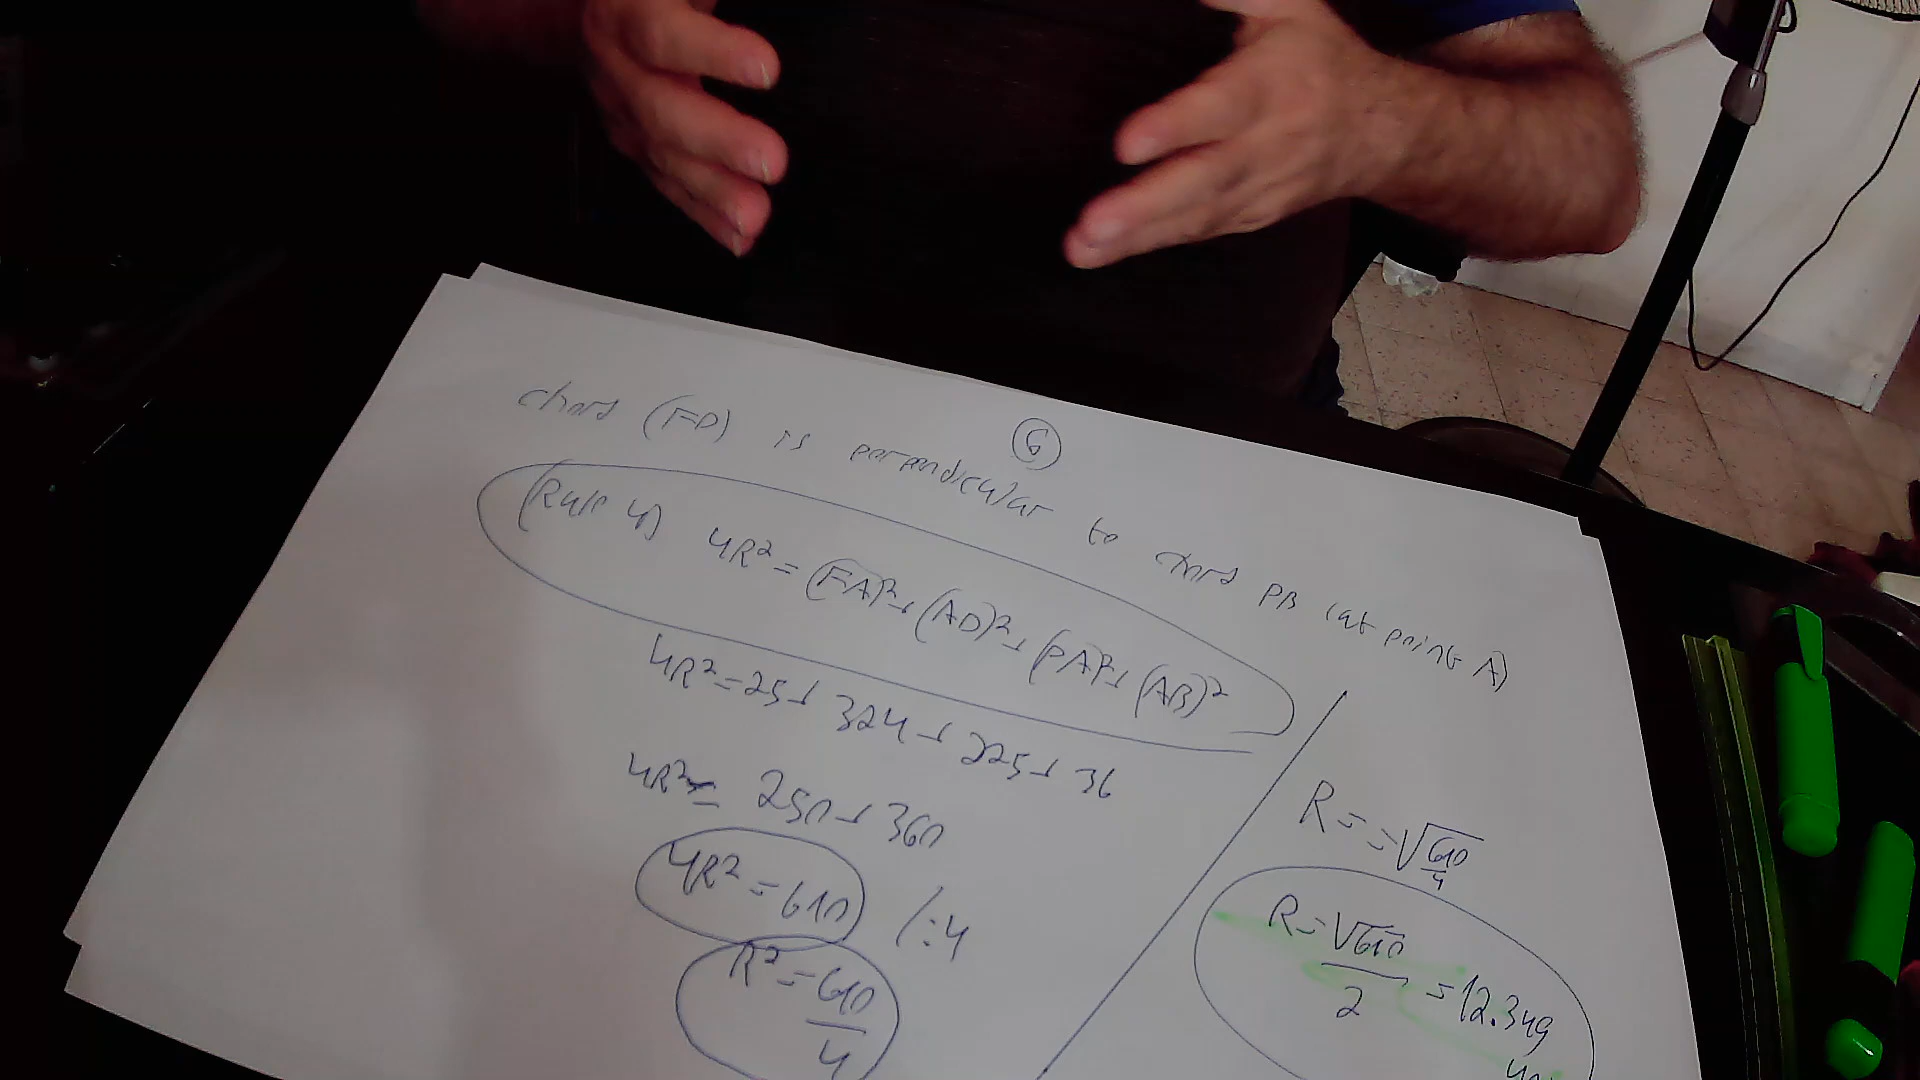 6
chord (FD) is perpendicular to chord PB (at point A)
(Rule 4) 4R² = (FA)² + (AD)² + (PA)² + (AB)²
4R² = 25 + 324 + 225 + 36
4R² = 250 + 360
4R² = 610 /:4
R² = 610/4
R = √610/4
R = √610/2 = 12.349